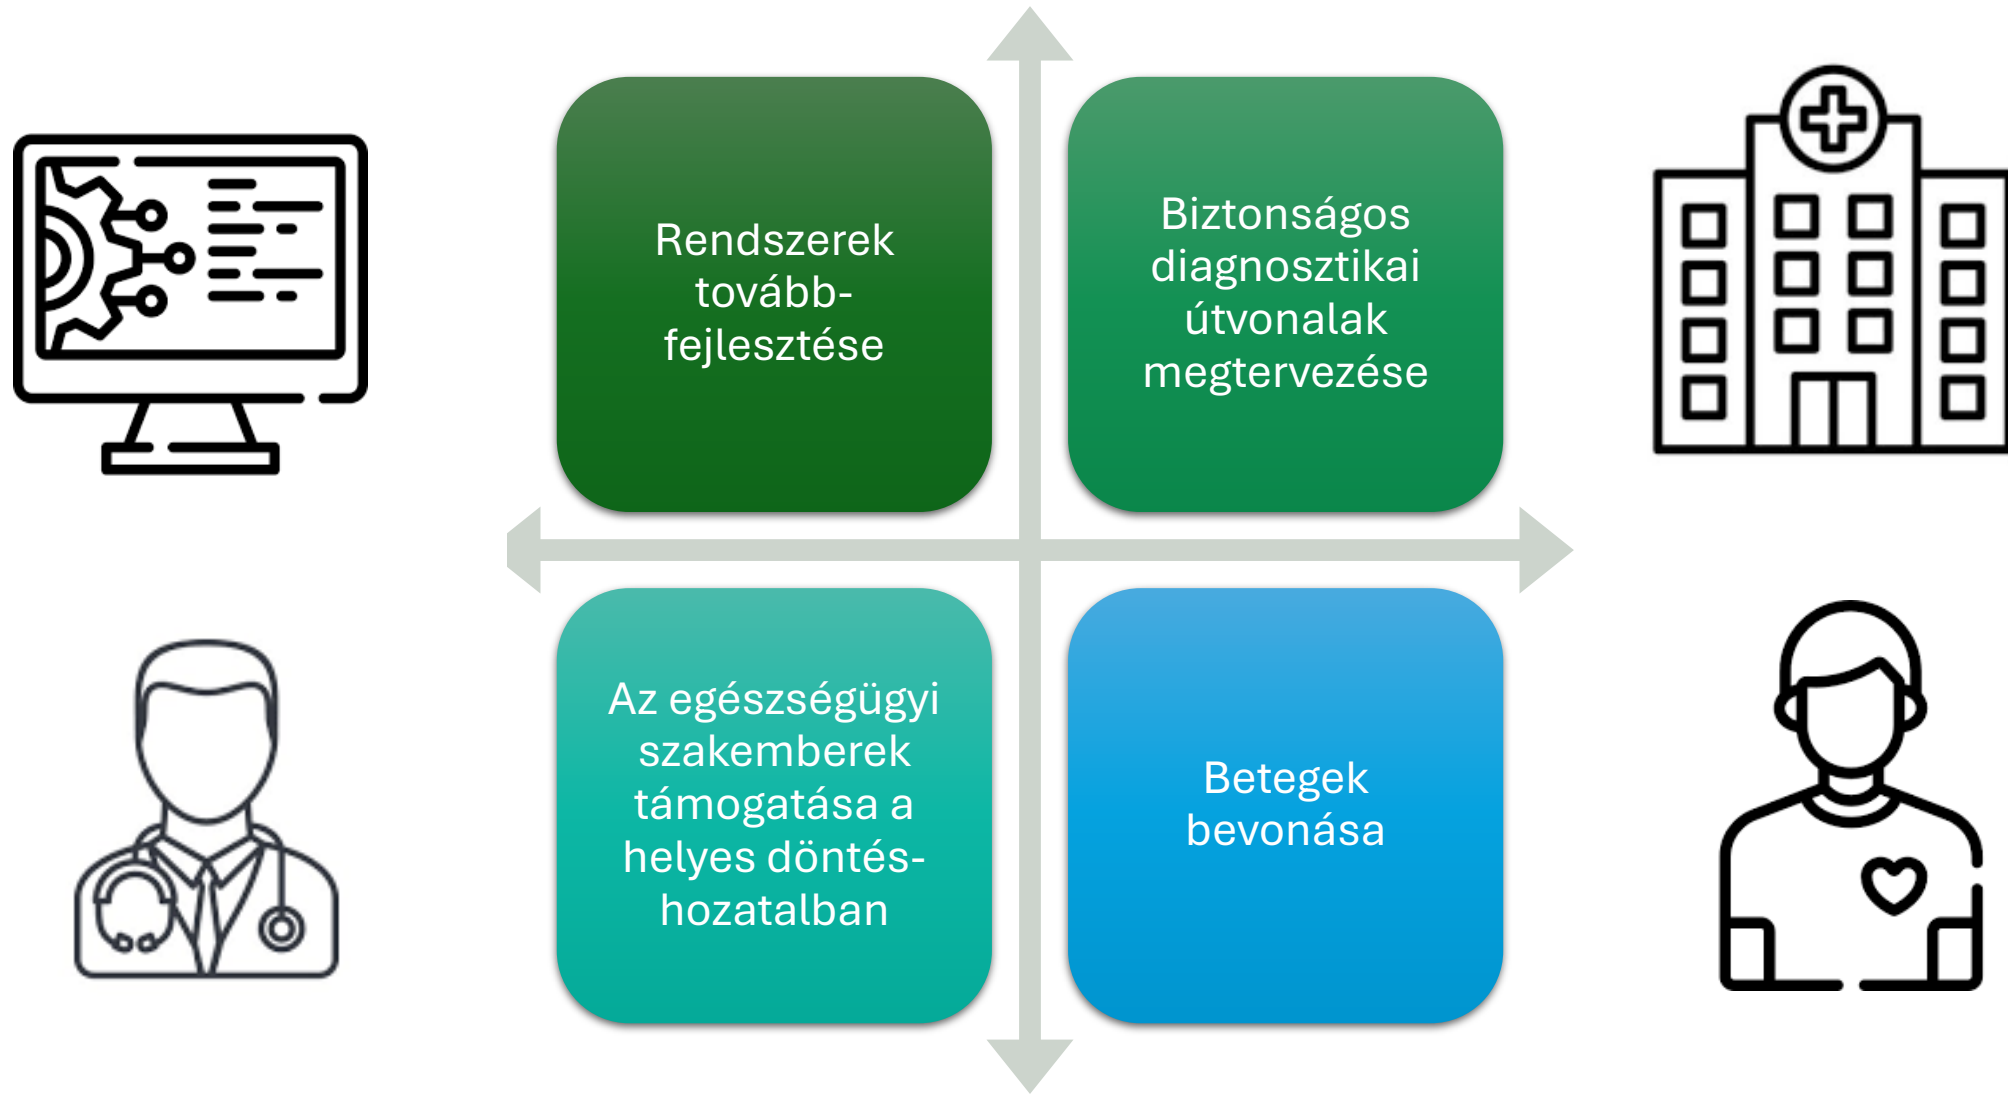 Rendszerek
tovább-
fejlesztése
Biztonságos
diagnosztikai
útvonalak
megtervezése
Az egészségügyi
szakemberek
támogatása a
helyes döntés-
hozatalban
Betegek
bevonása